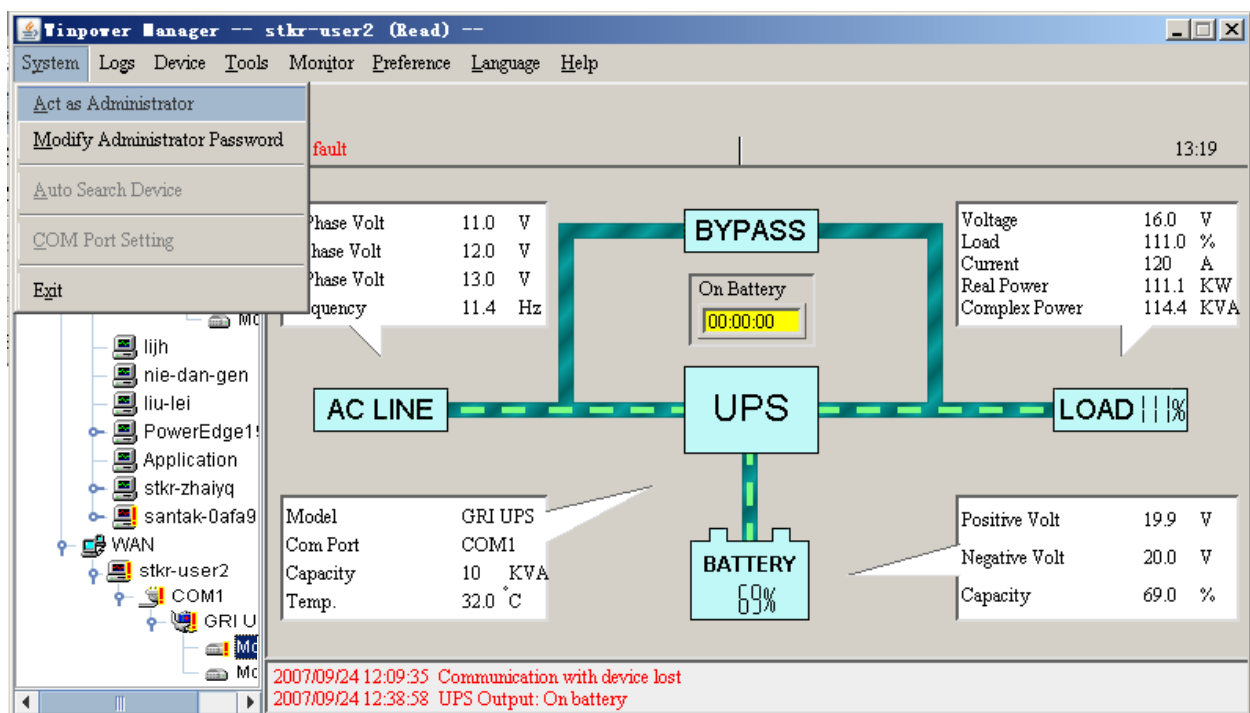 Winpower Manager -- stkr-user2 (Read) --
System Logs Device Tools Monitor Preference Language Help
Act as Administrator
Modify Administrator Password
Auto Search Device
COM Port Setting
Exit
fault
13:19
Phase Volt 11.0 V
Phase Volt 12.0 V
Phase Volt 13.0 V
quency 11.4 Hz
BYPASS
On Battery
00:00:00
Voltage 16.0 V
Load 111.0 %
Current 120 A
Real Power 111.1 KW
Complex Power 114.4 KVA
AC LINE
UPS
LOAD 111%
Mo
lijh
nie-dan-gen
liu-lei
PowerEdge1
Application
stkr-zhaiyq
santak-0afa9
WAN
stkr-user2
COM1
GRI U
Mo
Mo
Model GRI UPS
Com Port COM1
Capacity 10 KVA
Temp. 32.0 °C
BATTERY
69%
Positive Volt 19.9 V
Negative Volt 20.0 V
Capacity 69.0 %
2007/09/24 12:09:35 Communication with device lost
2007/09/24 12:38:58 UPS Output: On battery